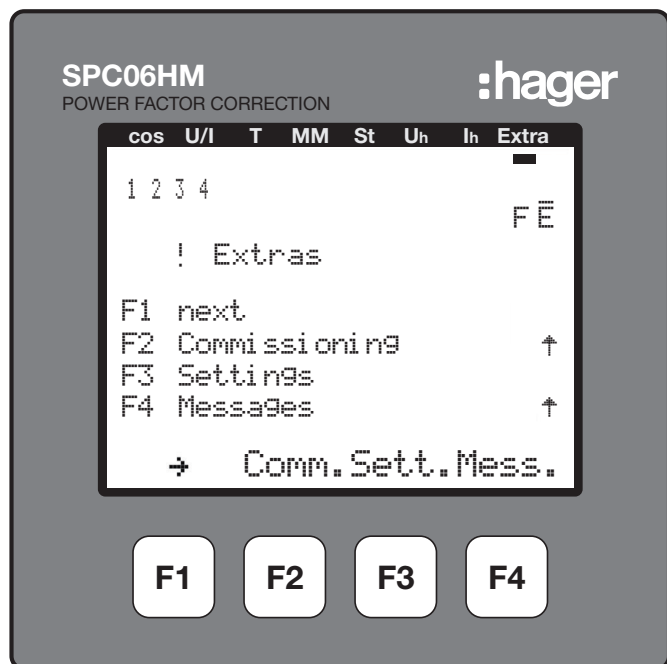 SPC06HM
:hager
POWER FACTOR CORRECTION
cos U/I T MM St Uh Ih Extra
1 2 3 4
F Ē
! Extras
F1 next
F2 Commissioning ↑
F3 Settings
F4 Messages ↑
→ Comm.Sett.Mess.
F1 F2 F3 F4